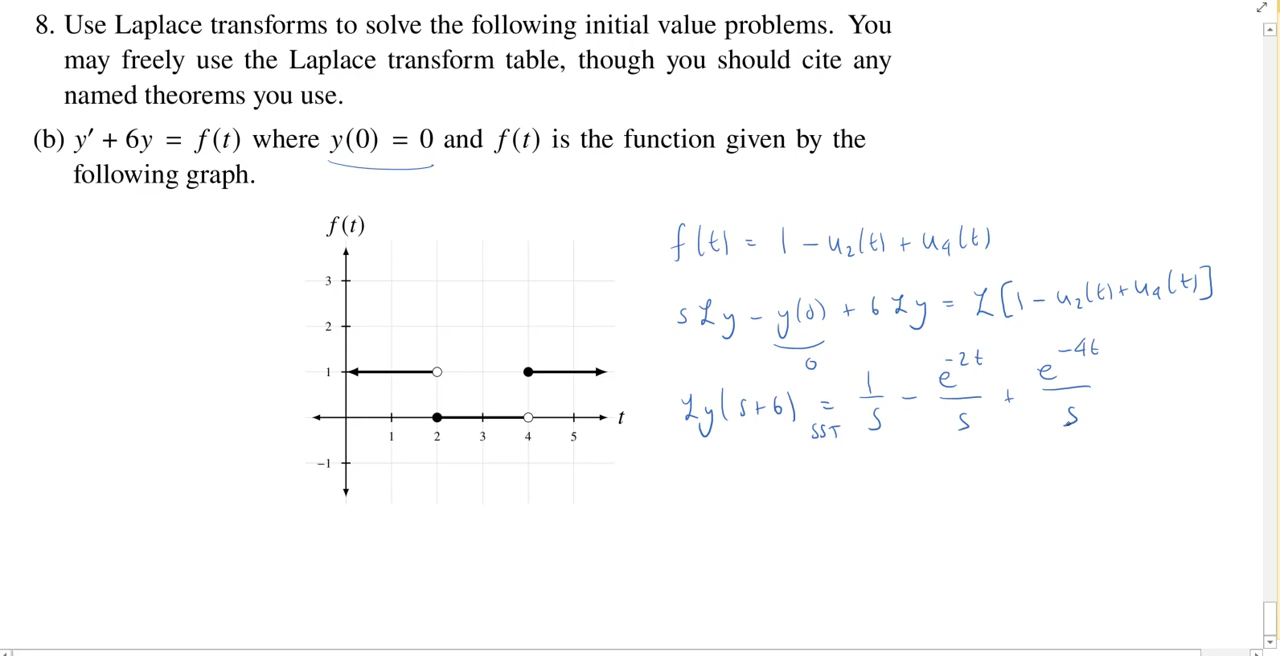 8. Use Laplace transforms to solve the following initial value problems. You
may freely use the Laplace transform table, though you should cite any
named theorems you use.
(b) y′ + 6y = f(t) where y(0) = 0 and f(t) is the function given by the
following graph.
f(t)
3
2
1
-1
1 2 3 4 5
t
f(t) = 1 - u₂(t) + u₄(t)
sℒy - y(0) + 6ℒy = ℒ[1 - u₂(t) + u₄(t)]
0
ℒy(s+6) = 1/s - e^{-2t}/s + e^{-4t}/s
SST